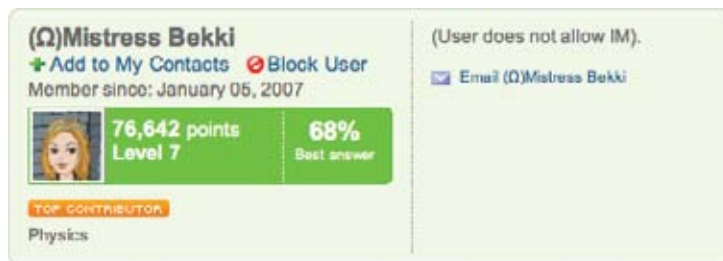 (Ω)Mistress Bekki
Add to My Contacts Block User
Member since: January 05, 2007
76,642 points
Level 7
68%
Best answer
TOP CONTRIBUTOR
Physics
(User does not allow IM).
Email (Ω)Mistress Bekki